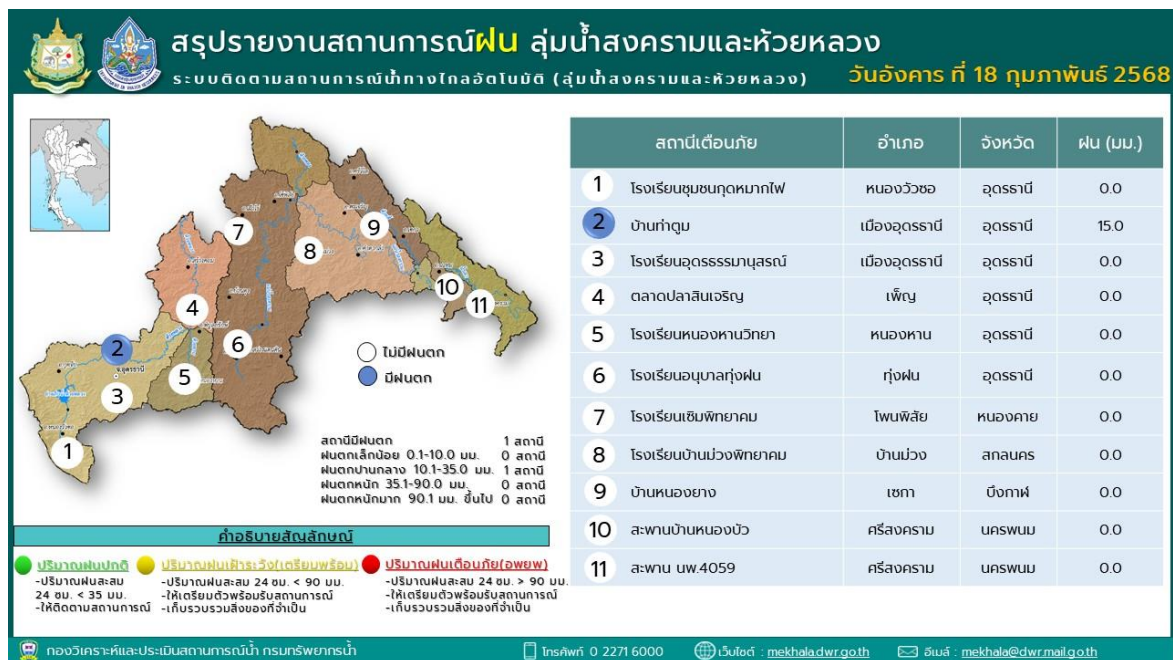 สรุปรายงานสถานการณ์ฝน ลุ่มน้ำสงครามและห้วยหลวง
ระบบติดตามสถานการณ์น้ำทางไกลอัตโนมัติ (ลุ่มน้ำสงครามและห้วยหลวง)
วันอังคาร ที่ 18 กุมภาพันธ์ 2568
7
8
9
10
11
4
2
6
5
3
1
จ.อุดรธานี
ไม่มีฝนตก
มีฝนตก
สถานีมีฝนตก 1 สถานี
ฝนตกเล็กน้อย 0.1-10.0 มม. 0 สถานี
ฝนตกปานกลาง 10.1-35.0 มม. 1 สถานี
ฝนตกหนัก 35.1-90.0 มม. 0 สถานี
ฝนตกหนักมาก 90.1 มม. ขึ้นไป 0 สถานี
คำอธิบายสัญลักษณ์
ปริมาณฝนปกติ
-ปริมาณฝนสะสม
24 ชม. < 35 มม.
-ให้ติดตามสถานการณ์
ปริมาณฝนเฝ้าระวัง(เตรียมพร้อม)
-ปริมาณฝนสะสม 24 ชม. < 90 มม.
-ให้เตรียมตัวพร้อมรับสถานการณ์
-เก็บรวบรวมสิ่งของที่จำเป็น
ปริมาณฝนเตือนภัย(อพยพ)
-ปริมาณฝนสะสม 24 ชม. > 90 มม.
-ให้เตรียมตัวพร้อมรับสถานการณ์
-เก็บรวบรวมสิ่งของที่จำเป็น
สถานีเตือนภัย อำเภอ จังหวัด ฝน (มม.)
1 โรงเรียนชุมชนกุดหมากไฟ หนองวัวซอ อุดรธานี 0.0
2 บ้านท่าตูม เมืองอุดรธานี อุดรธานี 15.0
3 โรงเรียนอุดรธรรมานุสรณ์ เมืองอุดรธานี อุดรธานี 0.0
4 ตลาดปลาสินเจริญ เพ็ญ อุดรธานี 0.0
5 โรงเรียนหนองหานวิทยา หนองหาน อุดรธานี 0.0
6 โรงเรียนอนุบาลทุ่งฝน ทุ่งฝน อุดรธานี 0.0
7 โรงเรียนเซิมพิทยาคม โพนพิสัย หนองคาย 0.0
8 โรงเรียนบ้านม่วงพิทยาคม บ้านม่วง สกลนคร 0.0
9 บ้านหนองยาง เซกา บึงกาฬ 0.0
10 สะพานบ้านหนองบัว ศรีสงคราม นครพนม 0.0
11 สะพาน นพ.4059 ศรีสงคราม นครพนม 0.0
กองวิเคราะห์และประเมินสถานการณ์น้ำ กรมทรัพยากรน้ำ
โทรศัพท์ 0 2271 6000
เว็บไซต์ : mekhala.dwr.go.th
อีเมล์ : mekhala@dwr.mail.go.th